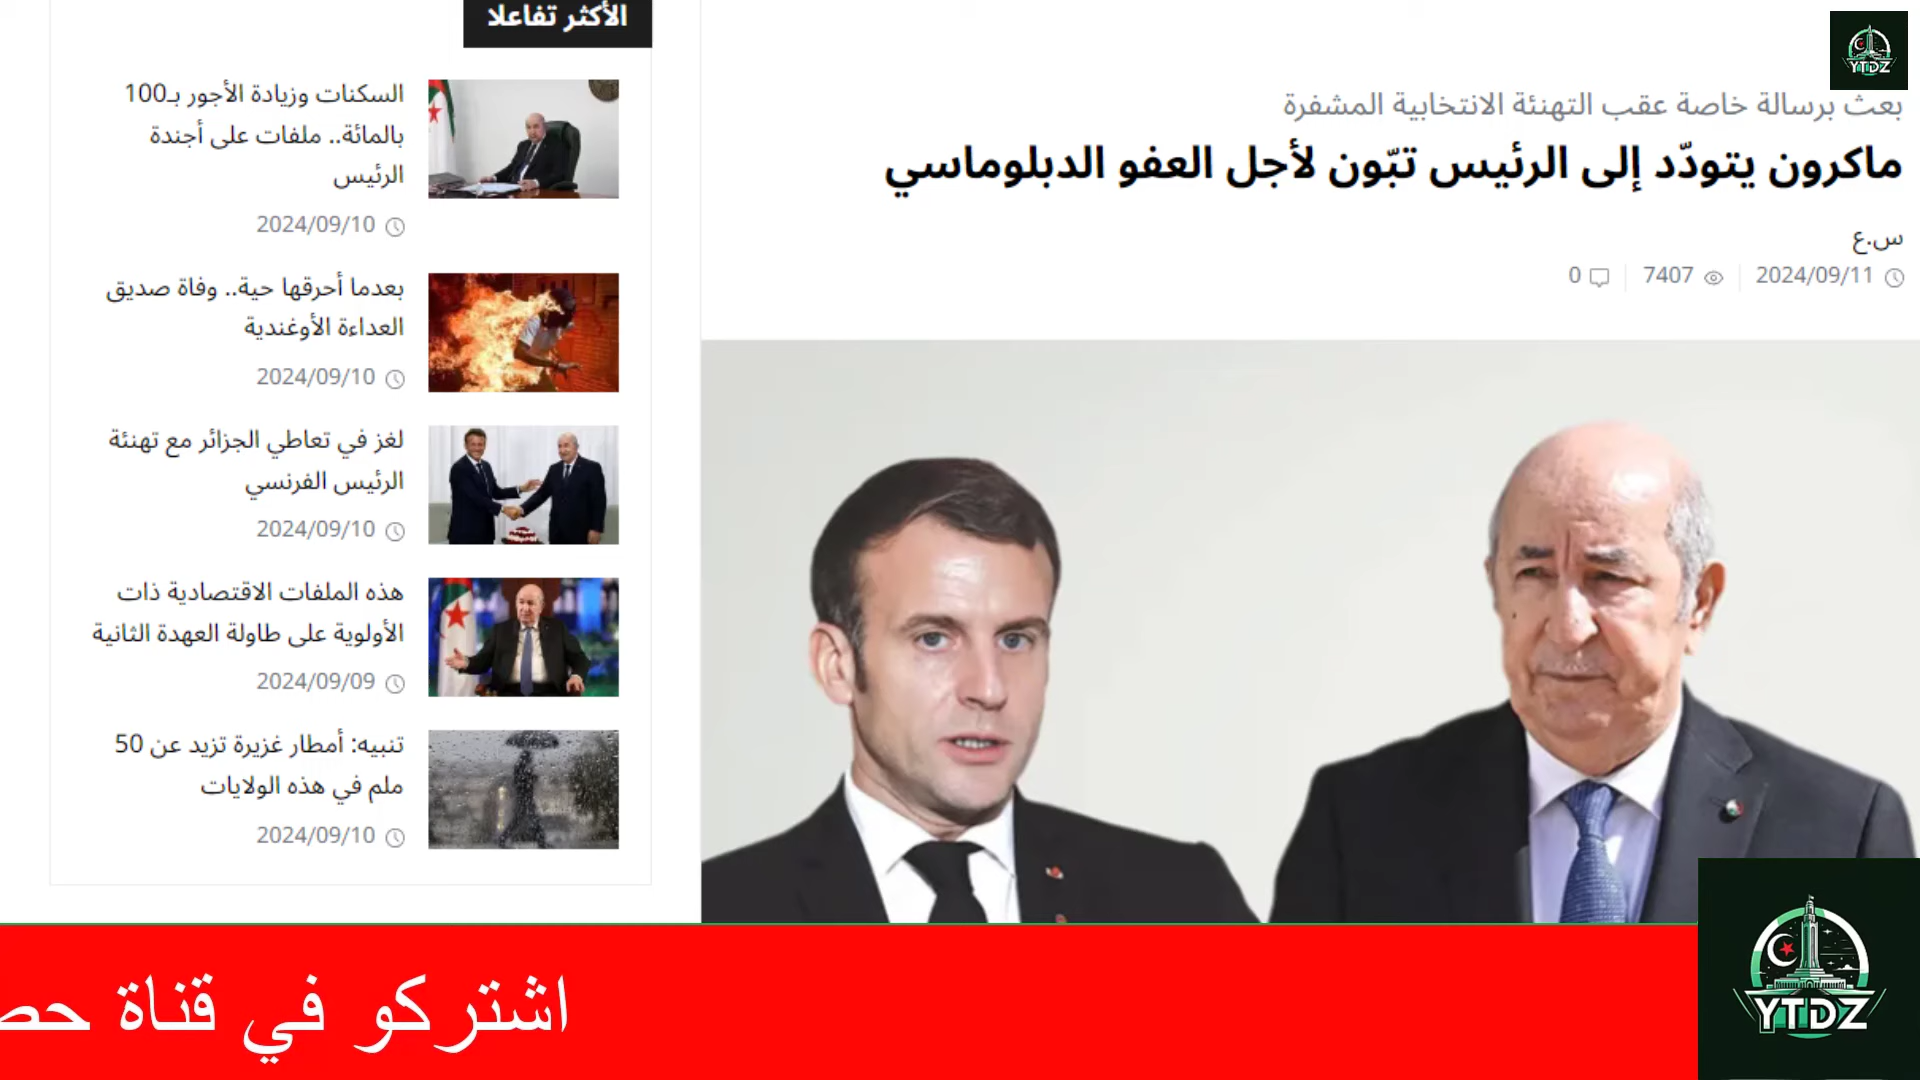 YTDZ
بعث برسالة خاصة عقب التهنئة الانتخابية المشفرة
ماكرون يتودّد إلى الرئيس تبّون لأجل العفو الدبلوماسي
س.ع
2024/09/11 7407 0
الأكثر تفاعلا
السكنات وزيادة الأجور بـ100
بالمائة.. ملفات على أجندة
الرئيس
2024/09/10
بعدما أحرقها حية.. وفاة صديق
العداءة الأوغندية
2024/09/10
لغز في تعاطي الجزائر مع تهنئة
الرئيس الفرنسي
2024/09/10
هذه الملفات الاقتصادية ذات
الأولوية على طاولة العهدة الثانية
2024/09/09
تنبيه: أمطار غزيرة تزيد عن 50
ملم في هذه الولايات
2024/09/10
اشتركو في قناة
YTDZ